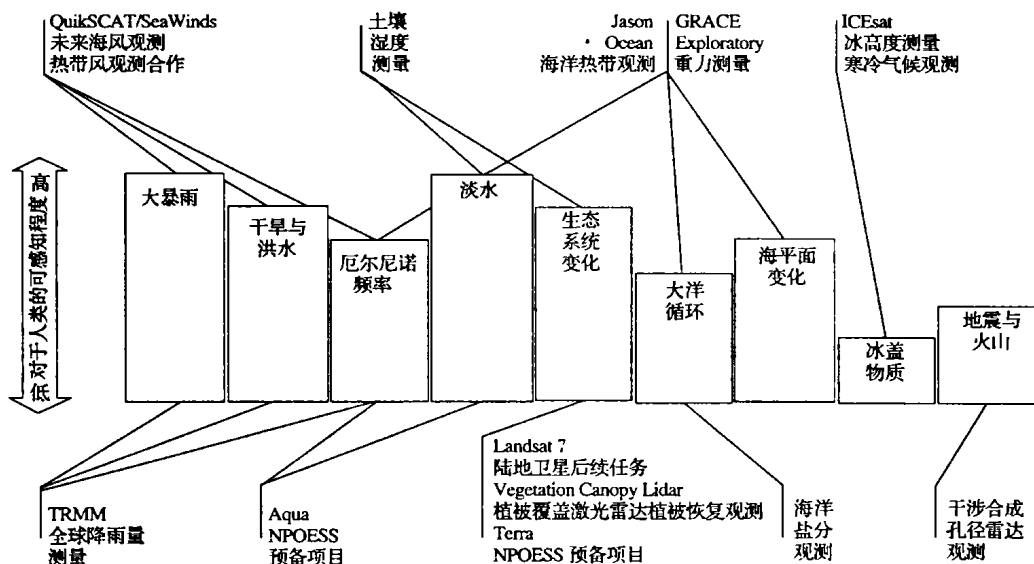 QuikSCAT/SeaWinds
未来海风观测
热带风观测合作
土壤
湿度
测量
Jason
· Ocean
海洋热带观测
GRACE
Exploratory
重力测量
ICEsat
冰高度测量
寒冷气候观测
低 对于人类的可感知程度 高
大暴雨
干旱与
洪水
厄尔尼诺
频率
淡水
生态
系统
变化
大洋
循环
海平面
变化
冰盖
物质
地震与
火山
TRMM
全球降雨量
测量
Aqua
NPOESS
预备项目
Landsat 7
陆地卫星后续任务
Vegetation Canopy Lidar
植被覆盖激光雷达植被恢复观测
Terra
NPOESS 预备项目
海洋
盐分
观测
干涉合成
孔径雷达
观测